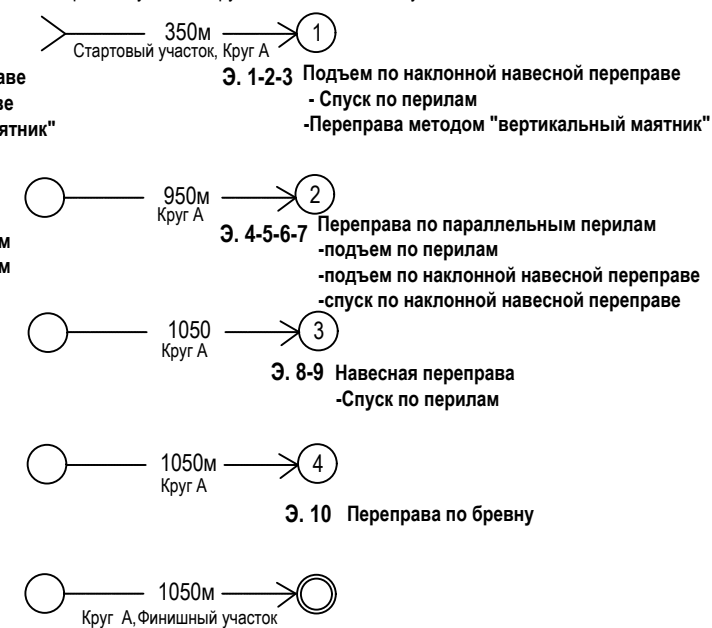 350м
1
Стартовый участок, Круг А
аве
Э. 1-2-3
Подъем по наклонной навесной переправе
ве
- Спуск по перилам
ятник"
-Переправа методом "вертикальный маятник"
950м
2
Круг А
Э. 4-5-6-7
Переправа по параллельным перилам
м
-подъем по перилам
м
-подъем по наклонной навесной переправе
-спуск по наклонной навесной переправе
1050
3
Круг А
Э. 8-9
Навесная переправа
-Спуск по перилам
1050м
4
Круг А
Э. 10
Переправа по бревну
1050м
Круг А,Финишный участок